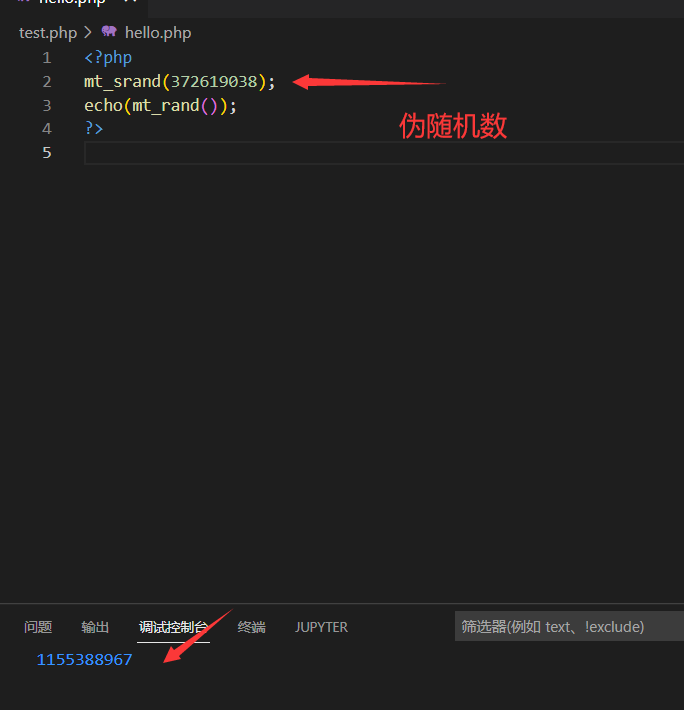 hello.php
test.php > hello.php
1 <?php
2 mt_srand(372619038);
3 echo(mt_rand());
伪随机数
4 ?>
5
问题 输出 调试控制台 终端 JUPYTER 筛选器(例如 text、!exclude)
1155388967